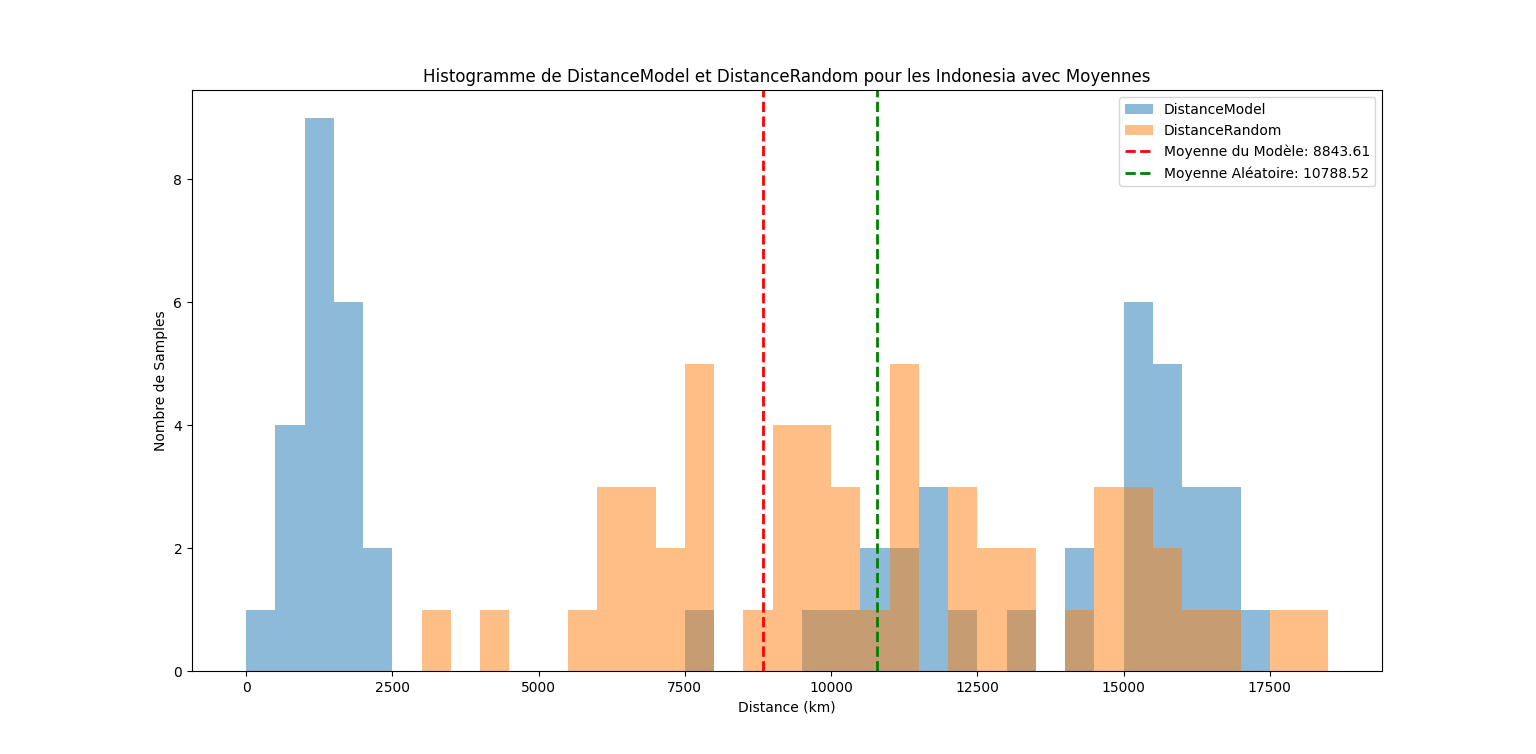 Histogramme de DistanceModel et DistanceRandom pour les Indonesia avec Moyennes
DistanceModel
DistanceRandom
Moyenne du Modèle: 8843.61
Moyenne Aléatoire: 10788.52
Nombre de Samples
8
6
4
2
0
0 2500 5000 7500 10000 12500 15000 17500
Distance (km)